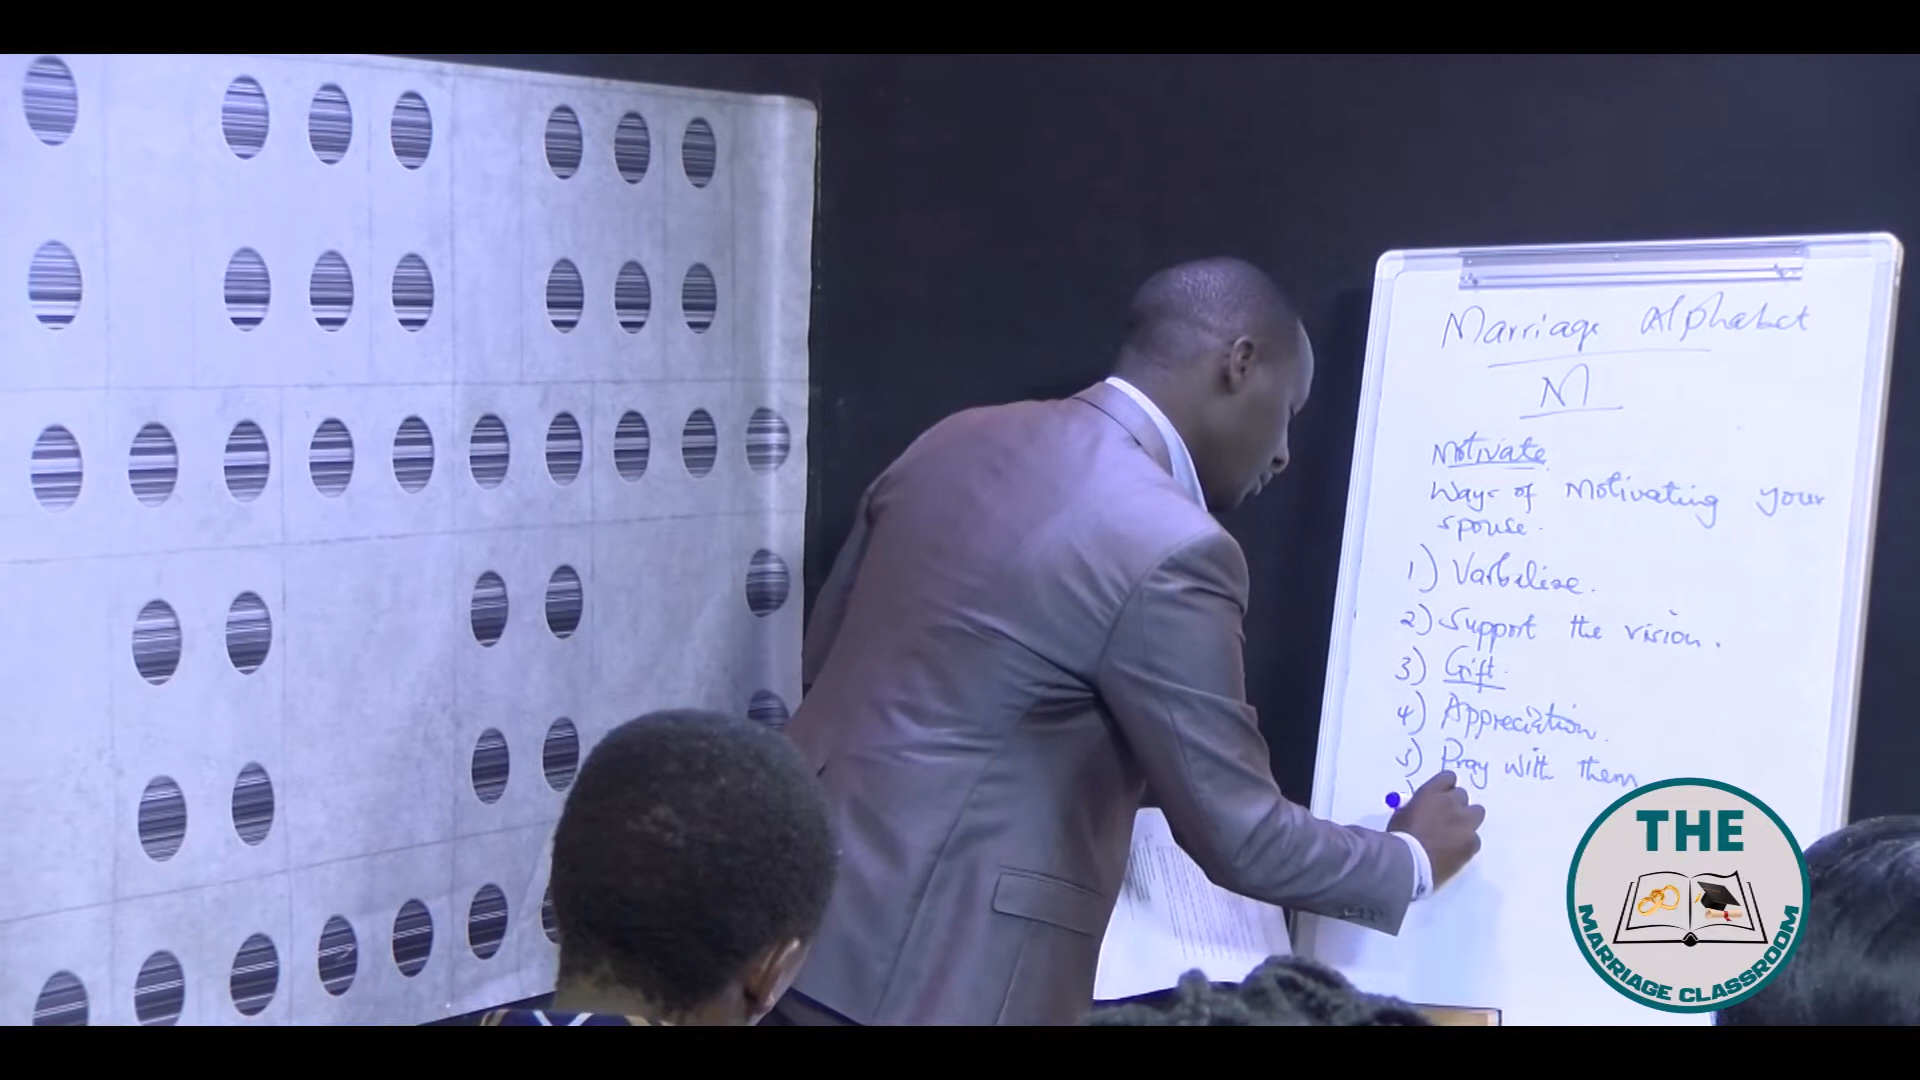 Marriage Alphabet
M
Motivate
Ways of Motivating your
spouse.
1) Varbalise.
2) Support the vision.
3) Gift.
4) Appreciation.
5) Pray with them
THE
MARRIAGE CLASSROOM